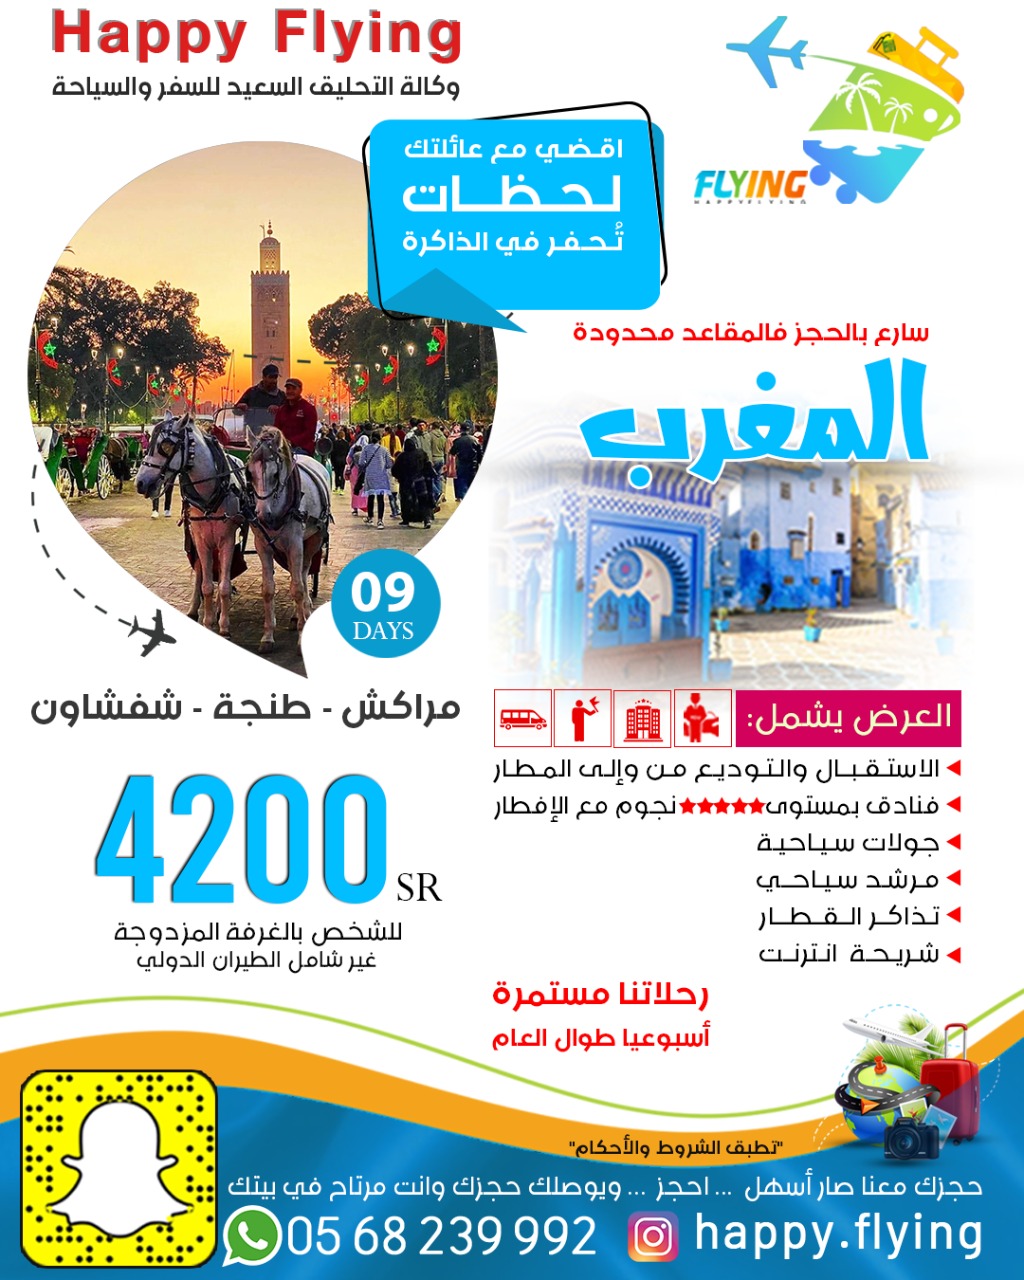 Happy Flying
وكالة التحليق السعيد للسفر والسياحة
FLYING
HAPPYFLYING
اقضي مع عائلتك
لحظات
تُحفر في الذاكرة
سارع بالحجز فالمقاعد محدودة
المغرب
09
DAYS
مراكش - طنجة - شفشاون
4200 SR
للشخص بالغرفة المزدوجة
غير شامل الطيران الدولي
العرض يشمل:
الاستقبال والتوديع من وإلى المطار
فنادق بمستوى ★★★★★ نجوم مع الإفطار
جولات سياحية
مرشد سياحي
تذاكر القطار
شريحة انترنت
رحلاتنا مستمرة
أسبوعيا طوال العام
"تطبق الشروط والأحكام"
حجزك معنا صار أسهل ... احجز ... ويوصلك حجزك وانت مرتاح في بيتك
05 68 239 992
happy.flying